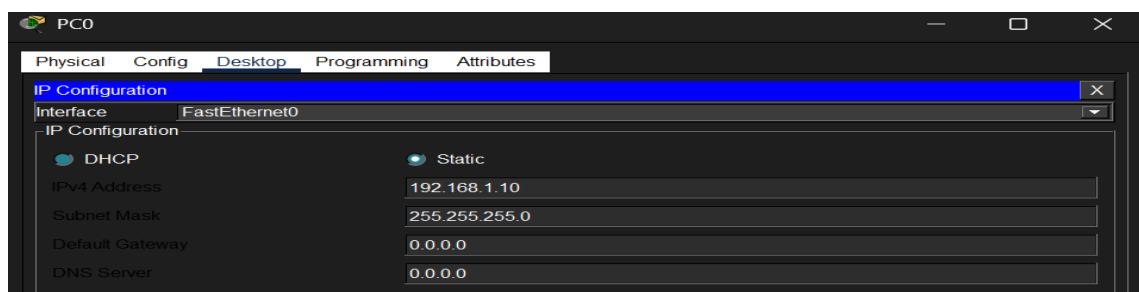 PC0
Physical Config Desktop Programming Attributes
IP Configuration X
Interface FastEthernet0
IP Configuration
DHCP Static
IPv4 Address 192.168.1.10
Subnet Mask 255.255.255.0
Default Gateway 0.0.0.0
DNS Server 0.0.0.0